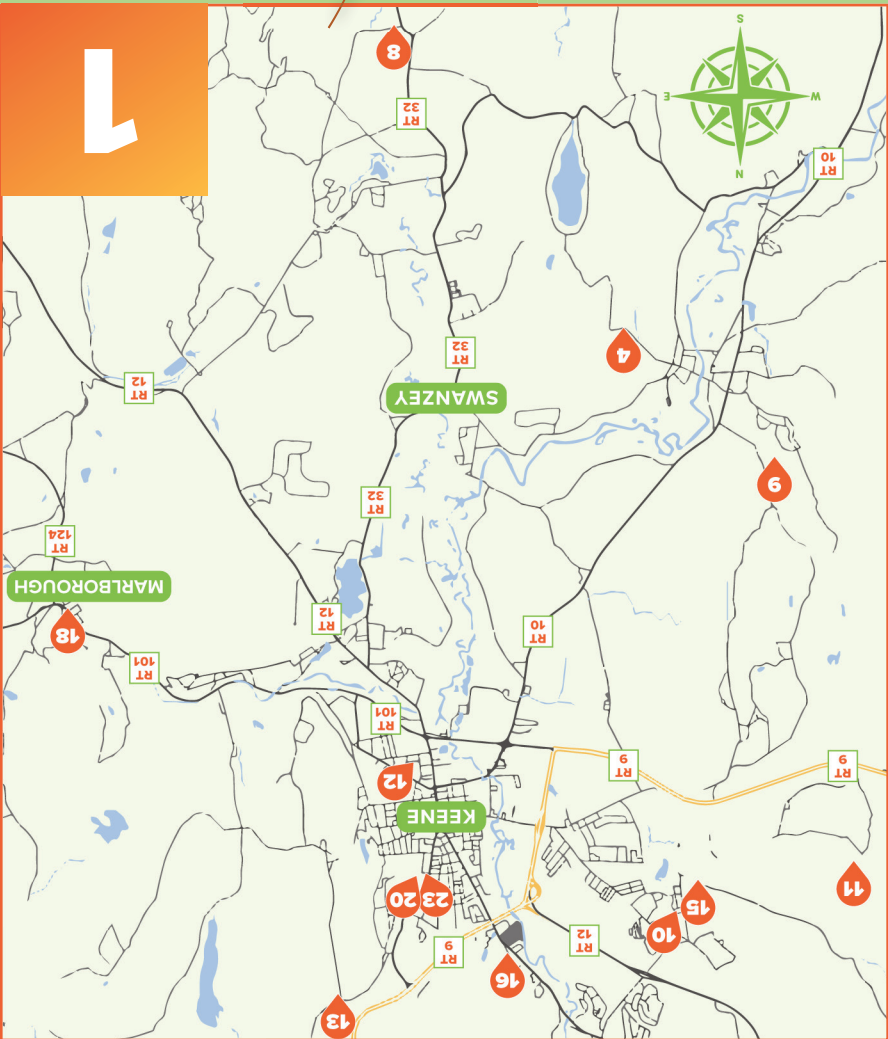 13
16
RT
9
RT
12
10
15
11
23
20
KEENE
12
RT
9
RT
9
RT
101
RT
101
18
RT
10
RT
12
MARLBOROUGH
RT
124
RT
32
6
SWANZEY
RT
12
4
RT
32
RT
10
N
W
E
S
RT
32
8
1